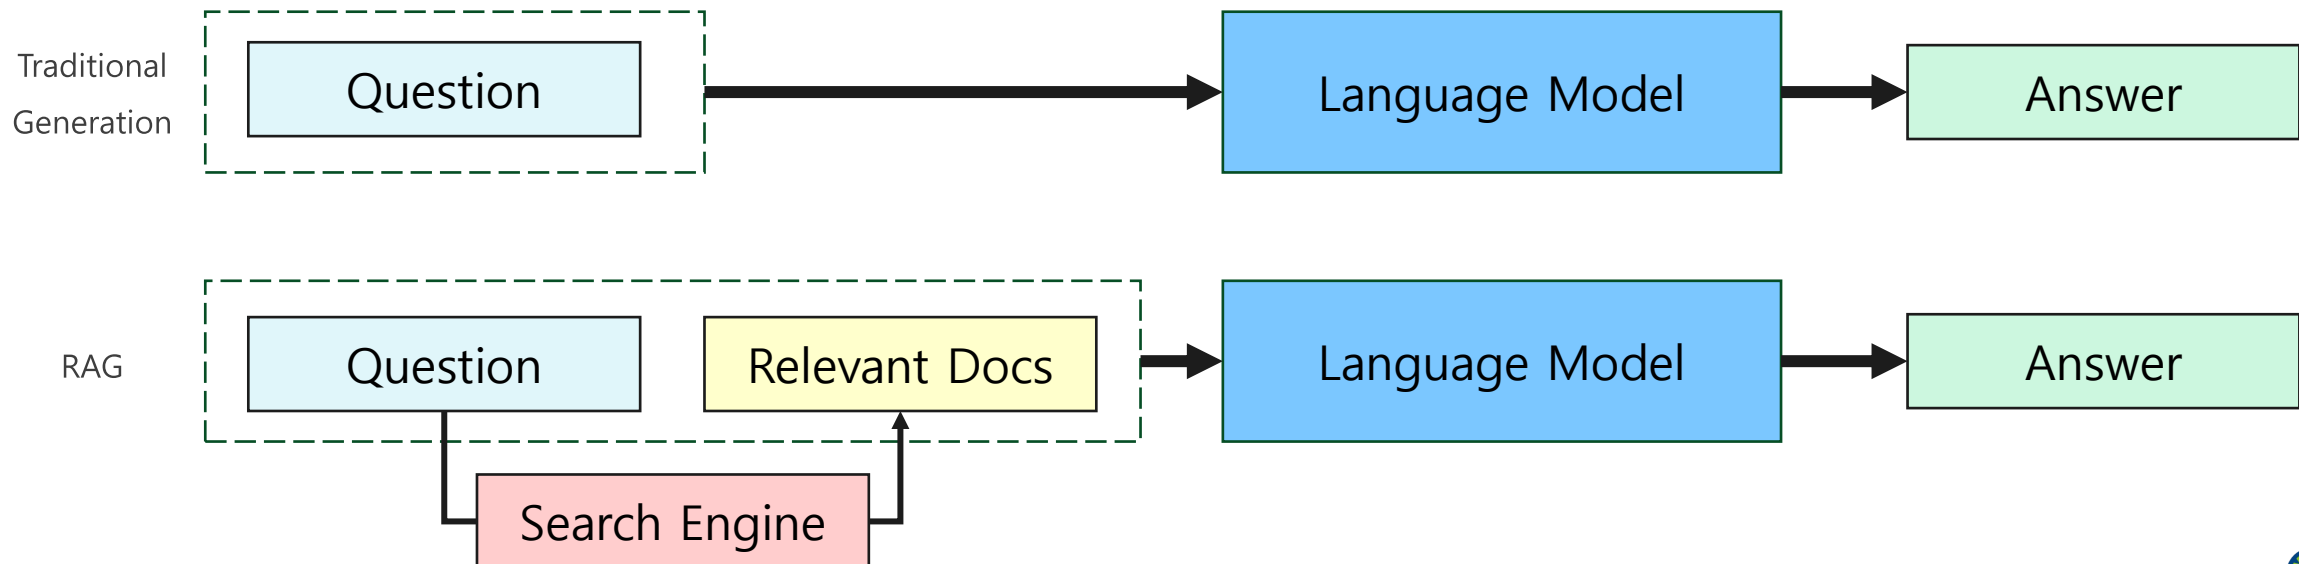 Traditional
Generation
Question
Language Model
Answer
RAG
Question
Relevant Docs
Language Model
Answer
Search Engine